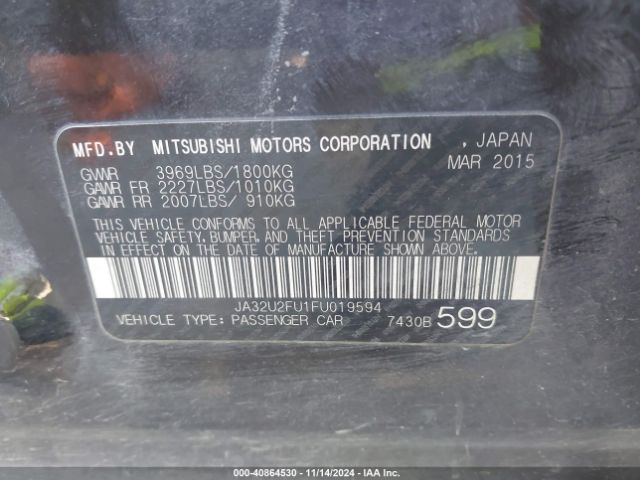 MFD.BY MITSUBISHI MOTORS CORPORATION , JAPAN
MAR 2015
GVWR 3969LBS/1800KG
GAWR FR 2227LBS/1010KG
GAWR RR 2007LBS/ 910KG
THIS VEHICLE CONFORMS TO ALL APPLICABLE FEDERAL MOTOR
VEHICLE SAFETY, BUMPER, AND THEFT PREVENTION STANDARDS
IN EFFECT ON THE DATE OF MANUFACTURE SHOWN ABOVE.
JA32U2FU1FU019594
VEHICLE TYPE: PASSENGER CAR 7430B 599
000-40864530 - 11/14/2024 - IAA Inc.